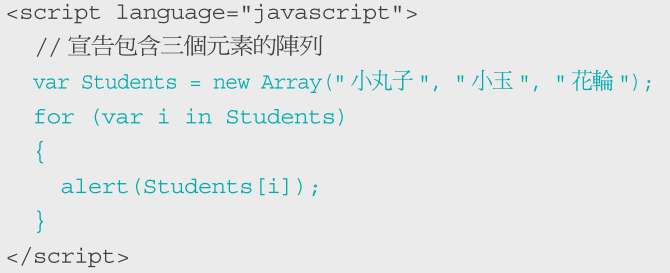 <script language="javascript">
// 宣告包含三個元素的陣列
var Students = new Array("小丸子", "小玉", "花輪");
for (var i in Students)
{
alert(Students[i]);
}
</script>